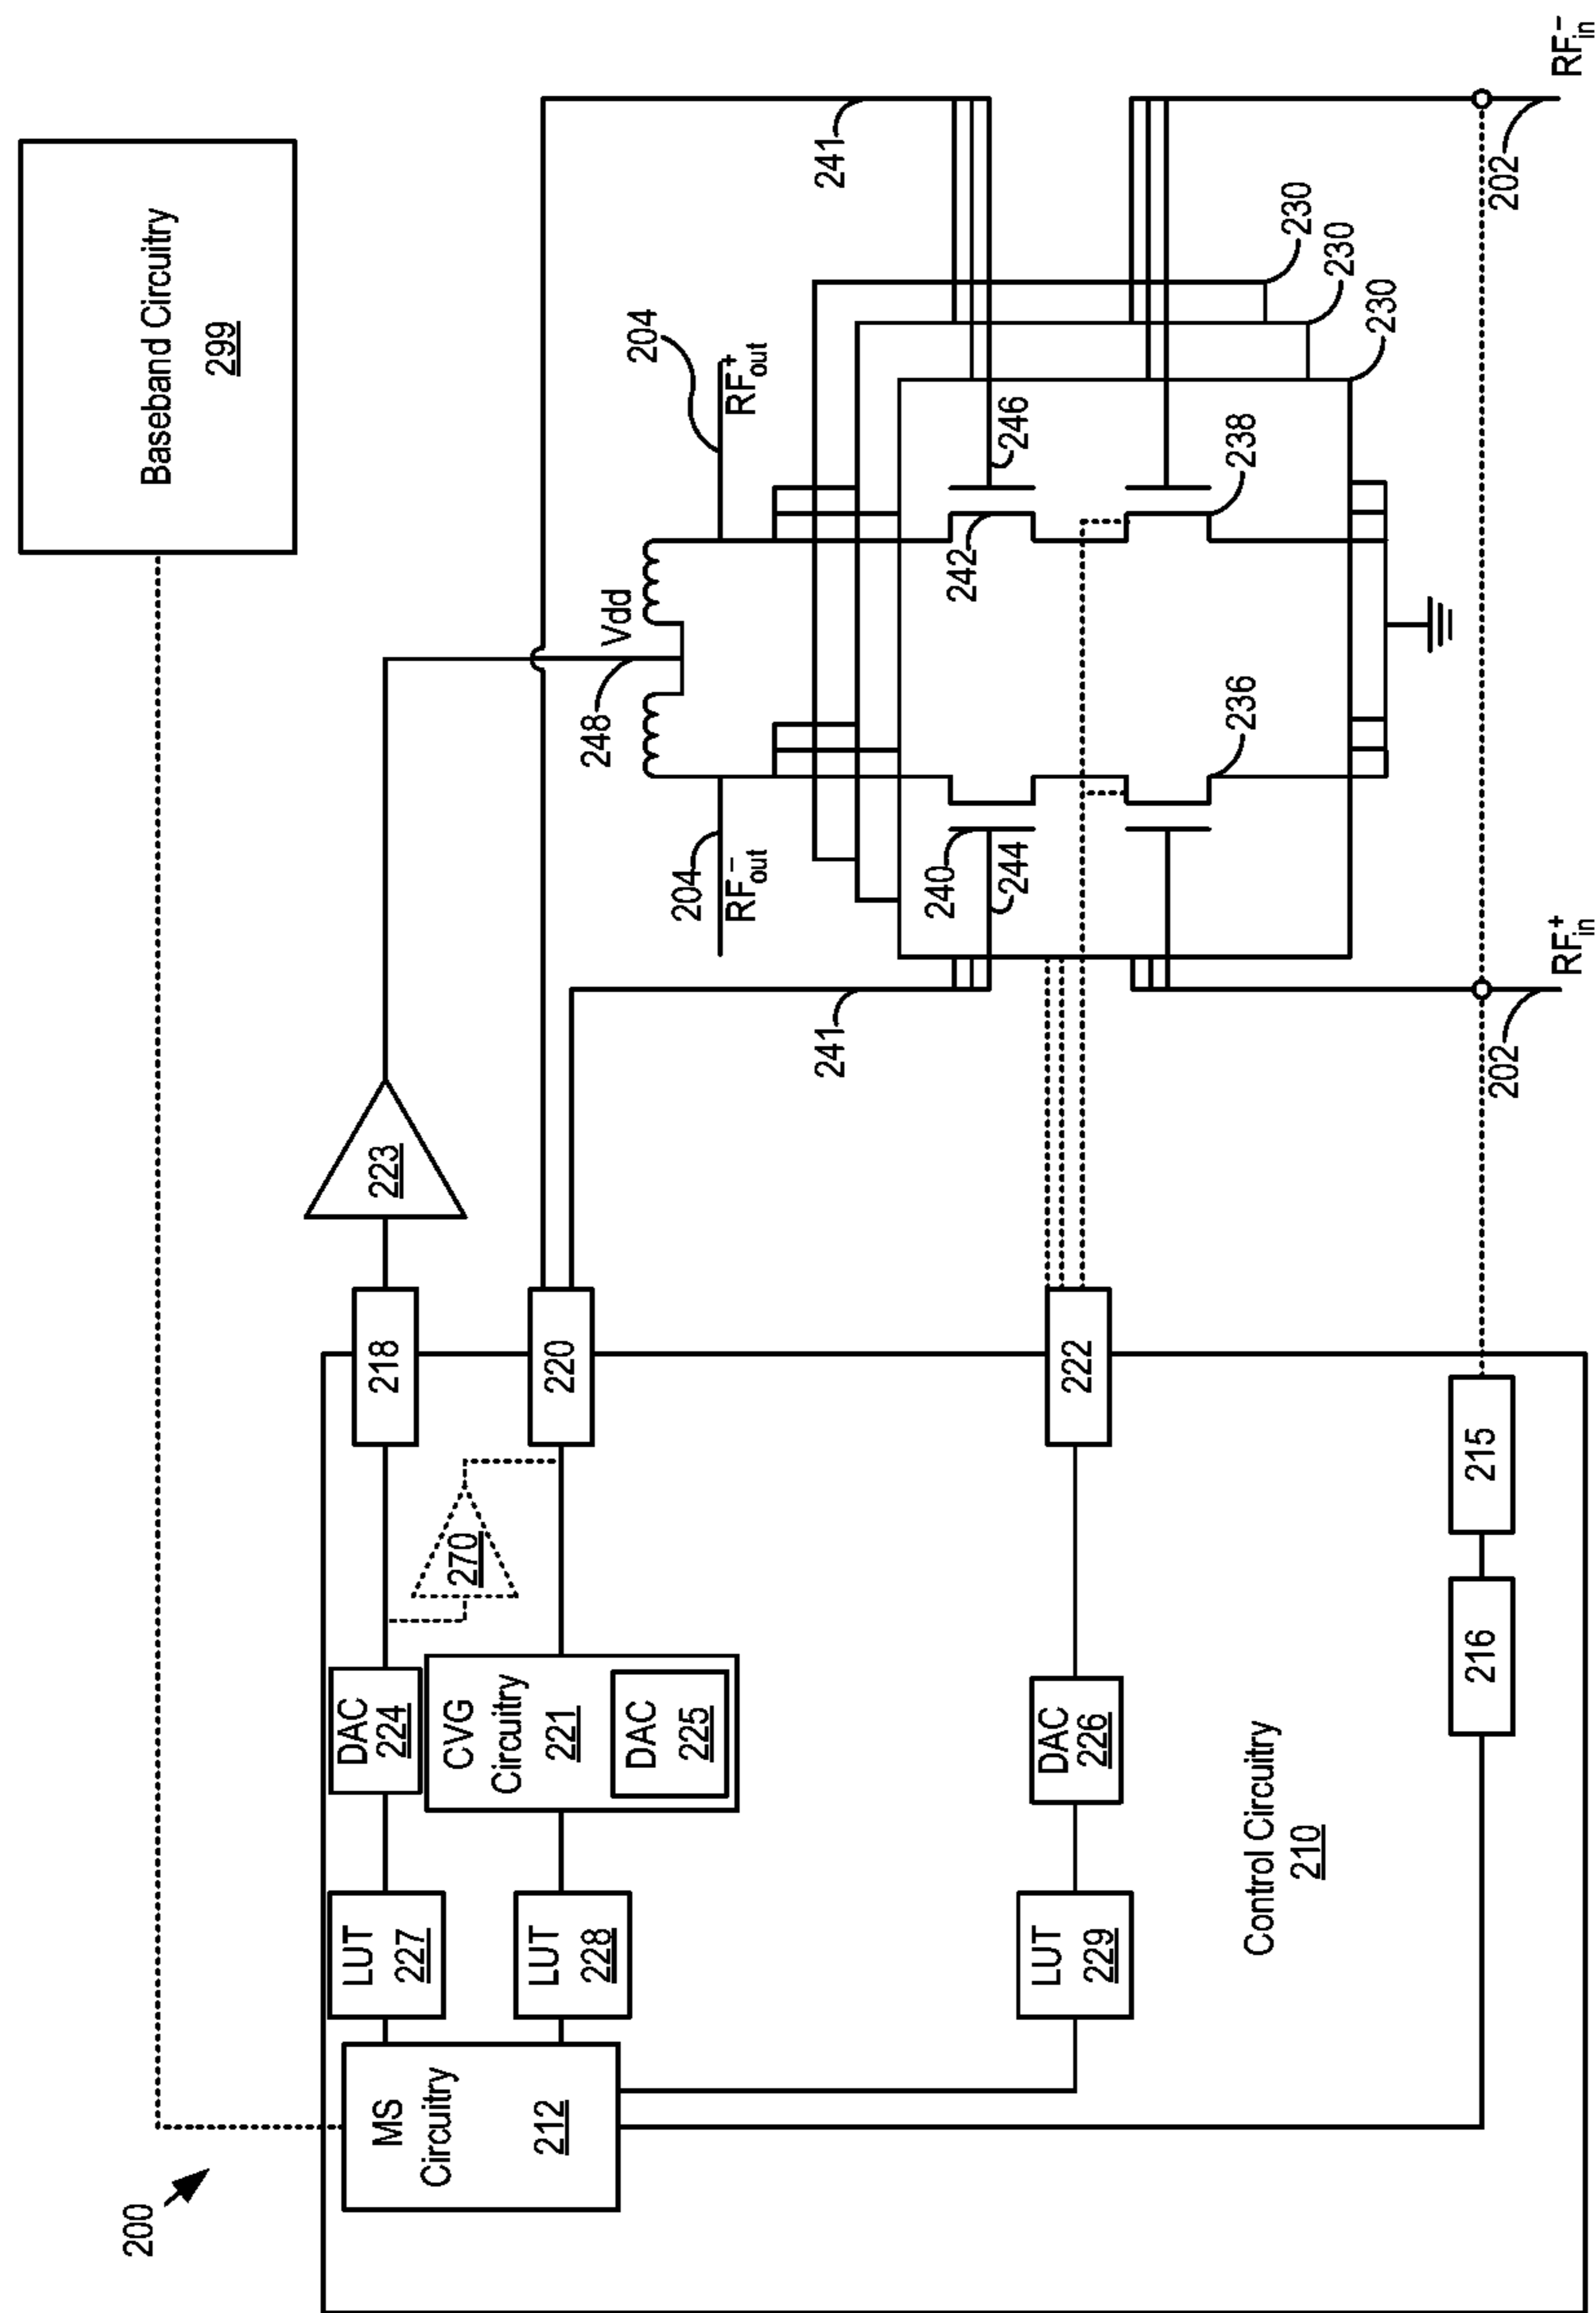 200
Baseband Circuitry
299
MS
Circuitry
212
LUT
227
DAC
224
218
223
270
LUT
228
CVG
Circuitry
221
DAC
225
220
LUT
229
DAC
226
222
216
215
Control Circuitry
210
Vdd
248
204
RF⁻out
204
RF⁺out
241
241
240
244
242
246
236
238
230
230
230
202
RF⁺in
202
RF⁻in